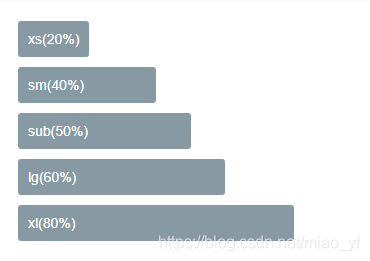 xs(20%)
sm(40%)
sub(50%)
lg(60%)
xl(80%)
https://blog.csdn.net/miao_yf